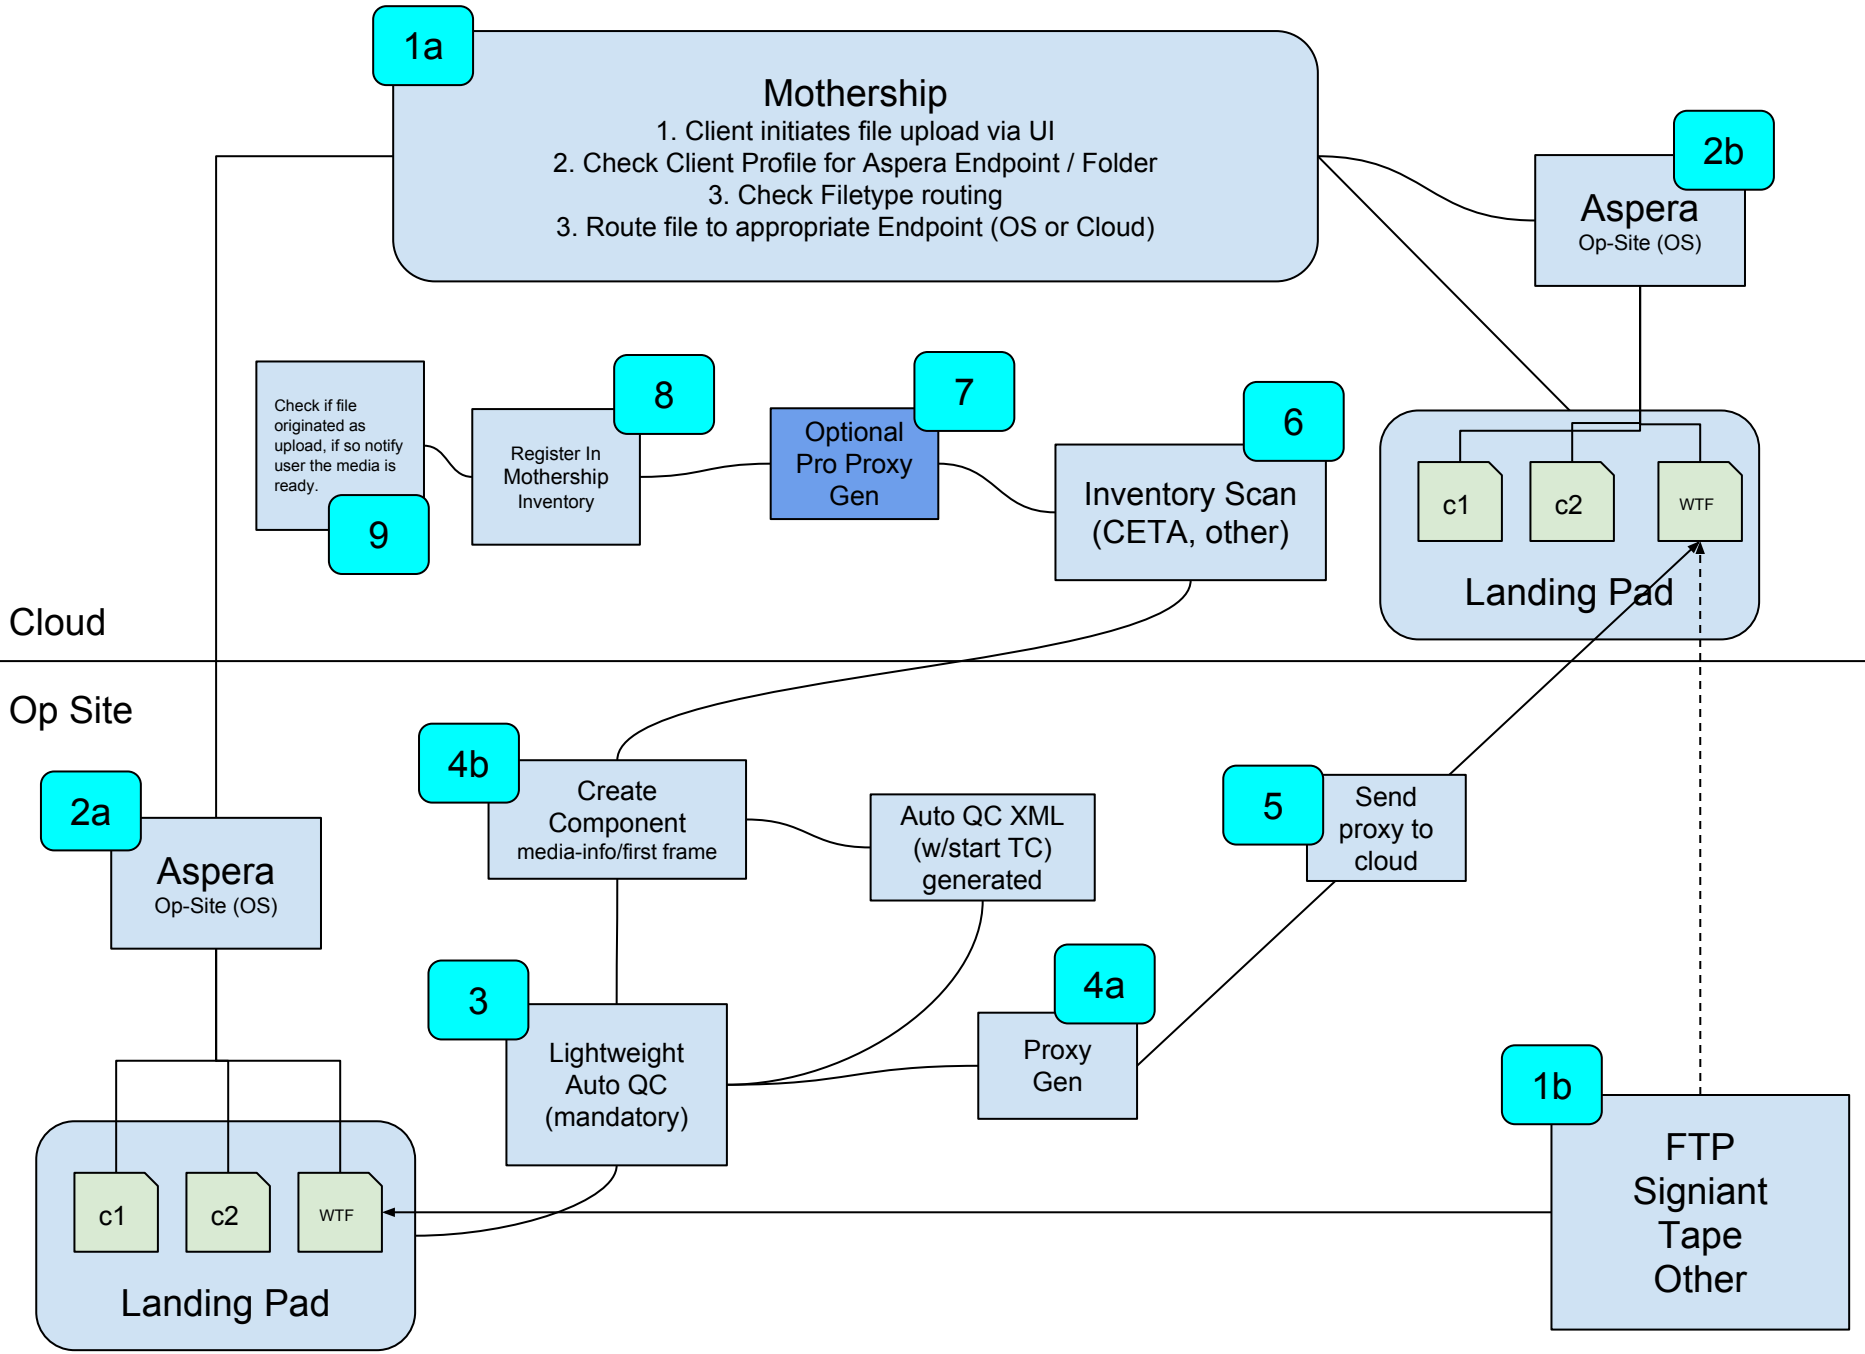 1a
Mothership
1. Client initiates file upload via UI
2. Check Client Profile for Aspera Endpoint / Folder
3. Check Filetype routing
3. Route file to appropriate Endpoint (OS or Cloud)
2b
Aspera
Op-Site (OS)
9
Check if file
originated as
upload, if so notify
user the media is
ready.
8
Register In
Mothership
Inventory
7
Optional
Pro Proxy
Gen
6
Inventory Scan
(CETA, other)
c1
c2
WTF
Landing Pad
Cloud
Op Site
2a
Aspera
Op-Site (OS)
4b
Create
Component
media-info/first frame
Auto QC XML
(w/start TC)
generated
5
Send
proxy to
cloud
3
Lightweight
Auto QC
(mandatory)
4a
Proxy
Gen
1b
FTP
Signiant
Tape
Other
c1
c2
WTF
Landing Pad